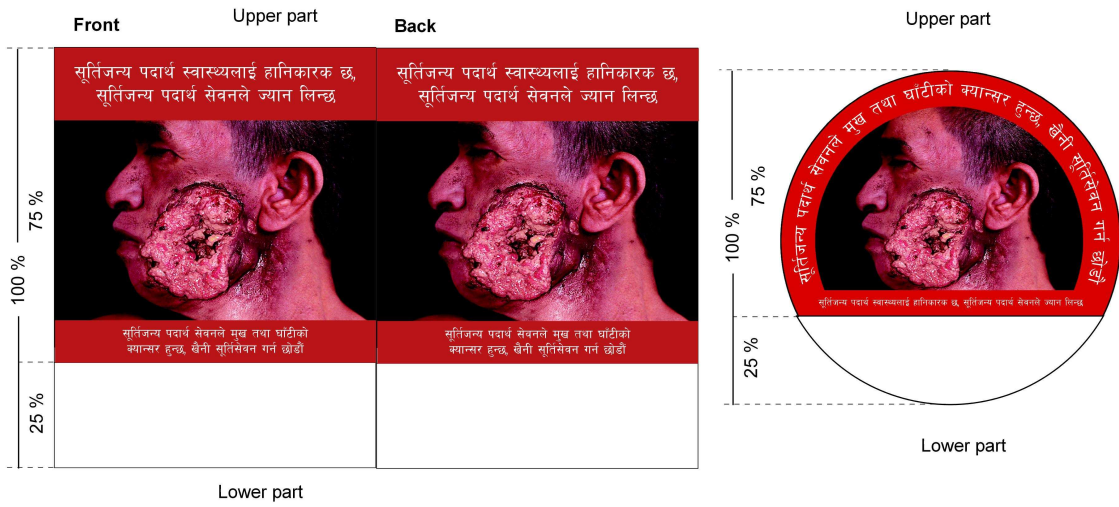 Upper part
Front
Back
सूर्तिजन्य पदार्थ स्वास्थ्यलाई हानिकारक छ,
सूर्तिजन्य पदार्थ सेवनले ज्यान लिन्छ
सूर्तिजन्य पदार्थ सेवनले मुख तथा घाँटीको
क्यान्सर हुन्छ, खैनी सूर्तिसेवन गर्न छोडौं
सूर्तिजन्य पदार्थ स्वास्थ्यलाई हानिकारक छ,
सूर्तिजन्य पदार्थ सेवनले ज्यान लिन्छ
सूर्तिजन्य पदार्थ सेवनले मुख तथा घाँटीको
क्यान्सर हुन्छ, खैनी सूर्तिसेवन गर्न छोडौं
100 %
75 %
25 %
Lower part
Upper part
सूर्तिजन्य पदार्थ सेवनले मुख तथा घाँटीको क्यान्सर हुन्छ, खैनी सूर्तिसेवन गर्न छोडौं
सूर्तिजन्य पदार्थ स्वास्थ्यलाई हानिकारक छ, सूर्तिजन्य पदार्थ सेवनले ज्यान लिन्छ
100 %
75 %
25 %
Lower part